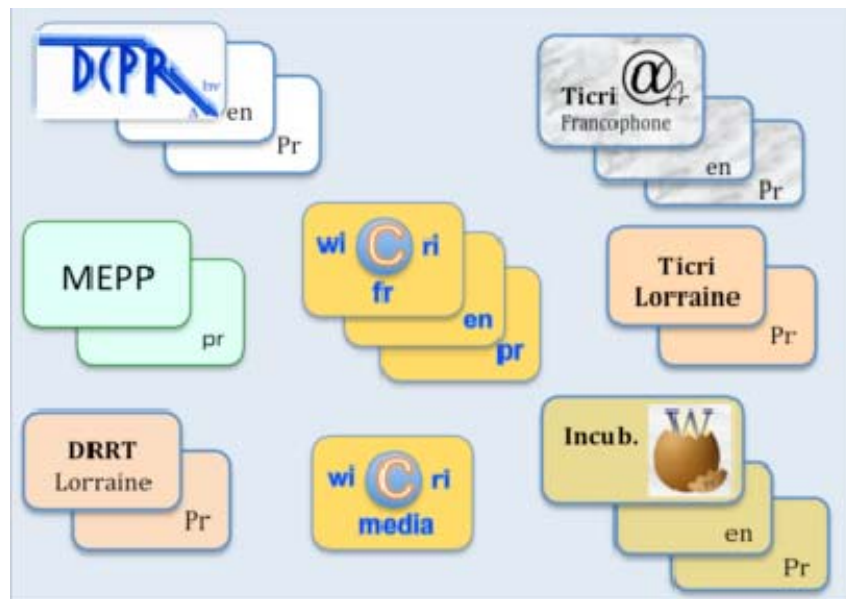 DCPR
en
Pr
Ticri @fr
Francophone
en
pr
MEPP
pr
wi C ri
fr
en
pr
Ticri
Lorraine
Pr
DRRT
Lorraine
Pr
wi C ri
media
Incub. W
en
Pr